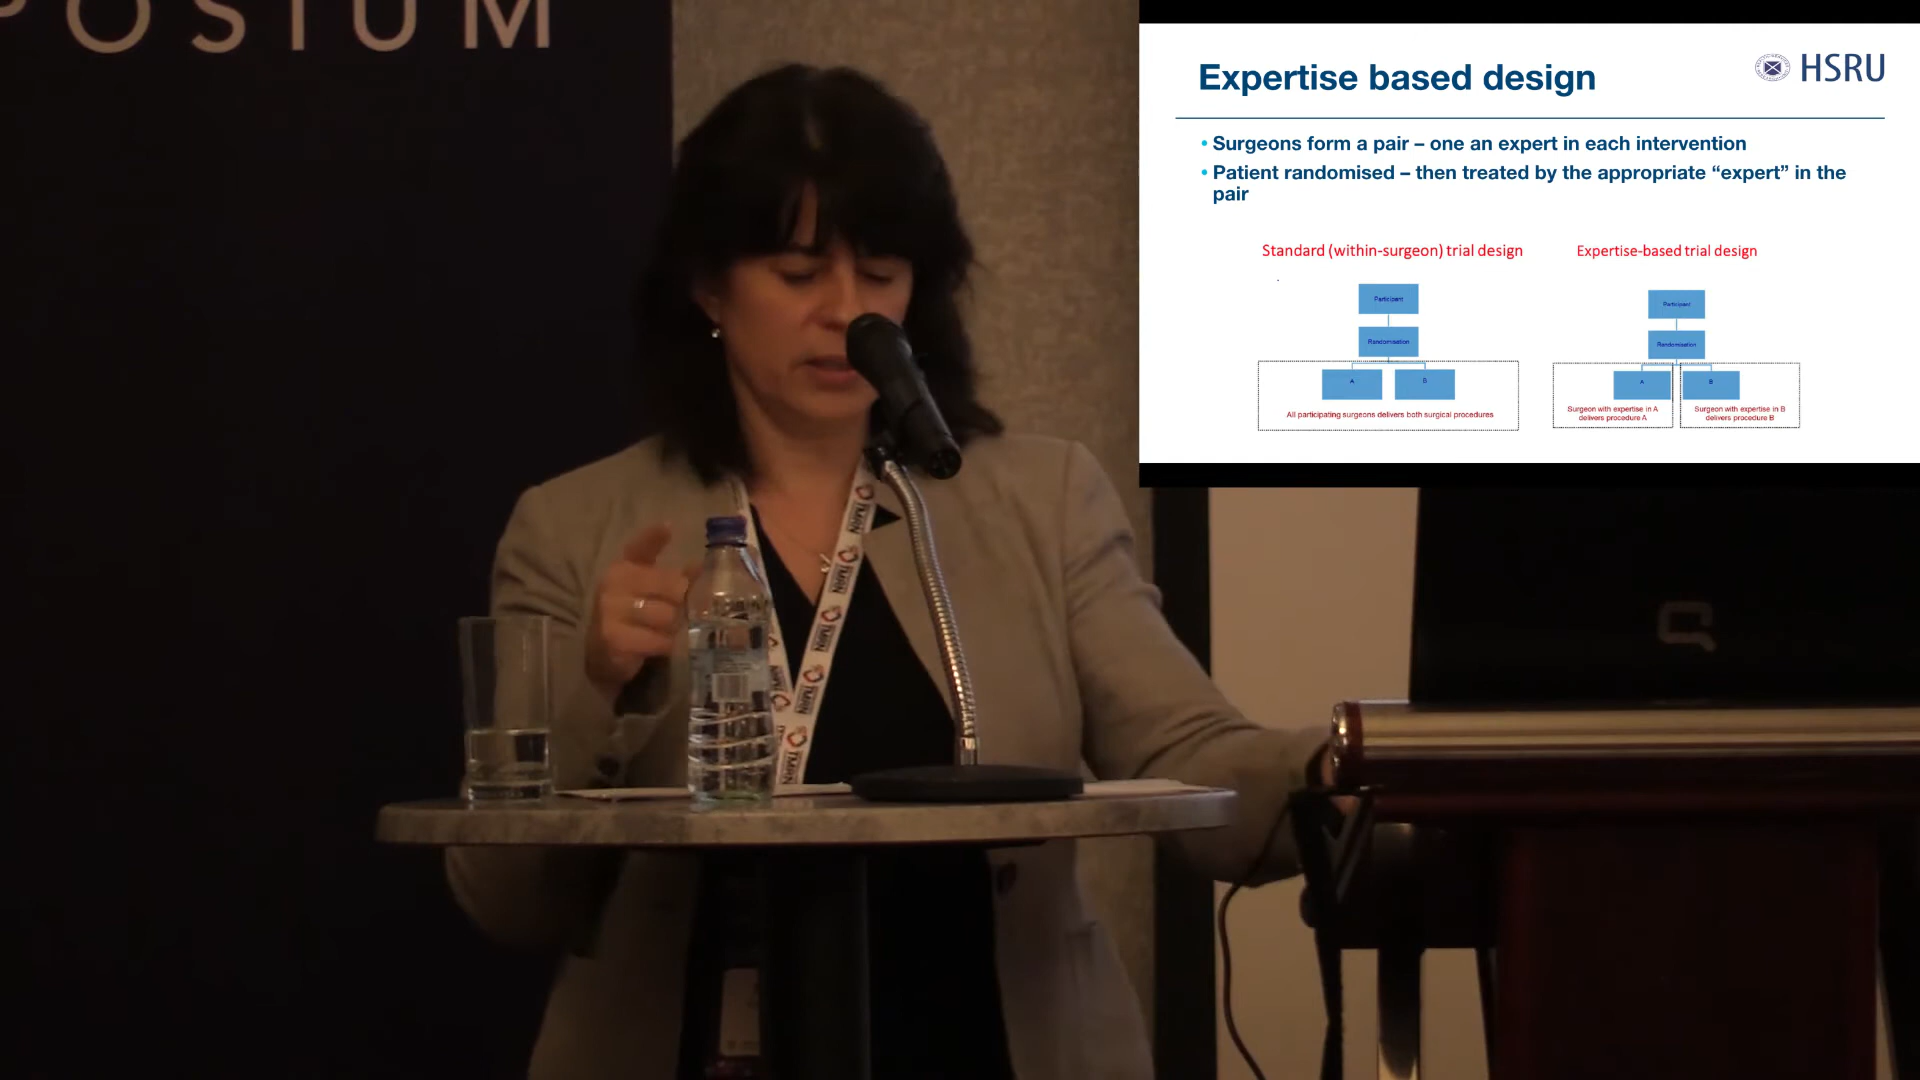 POSIUM
Expertise based design
HSRU
• Surgeons form a pair – one an expert in each intervention
• Patient randomised – then treated by the appropriate “expert” in the
pair
Standard (within-surgeon) trial design
Expertise-based trial design
Participant
Randomisation
A
B
All participating surgeons delivers both surgical procedures
Participant
Randomisation
A
B
Surgeon with expertise in A
delivers procedure A
Surgeon with expertise in B
delivers procedure B